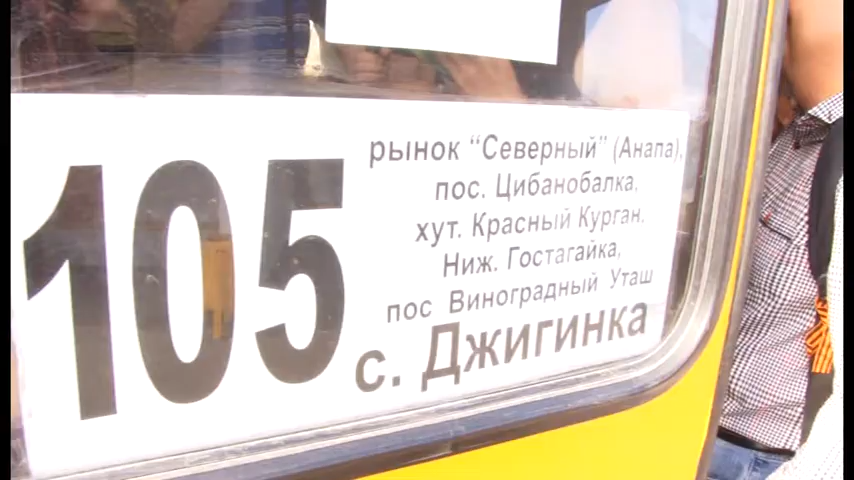 105
рынок "Северный" (Анапа),
пос. Цибанобалка,
хут. Красный Курган.
Ниж. Гостагайка,
пос Виноградный Уташ
с. Джигинка